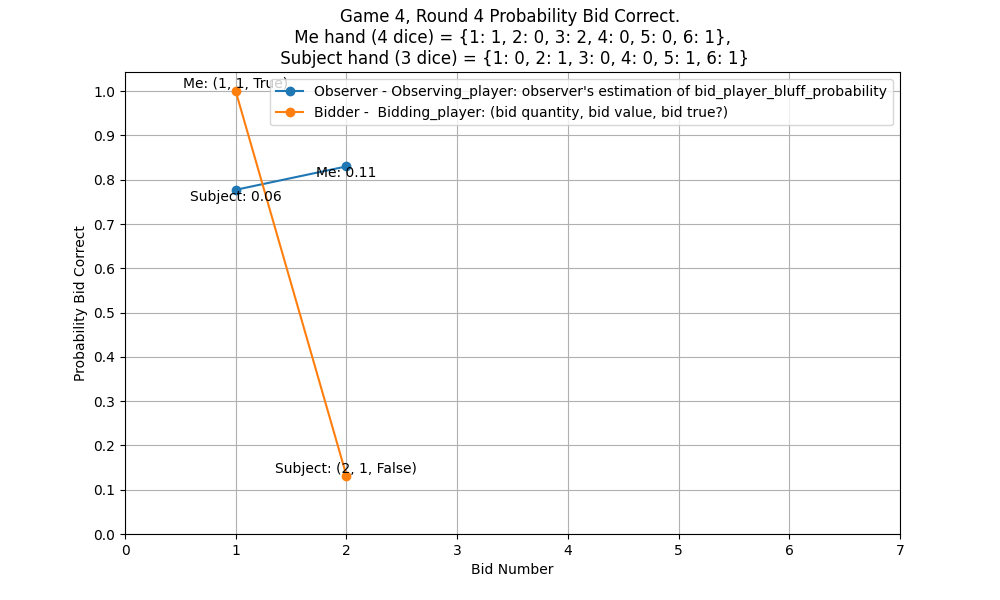 Game 4, Round 4 Probability Bid Correct.
Me hand (4 dice) = {1: 1, 2: 0, 3: 2, 4: 0, 5: 0, 6: 1},
Subject hand (3 dice) = {1: 0, 2: 1, 3: 0, 4: 0, 5: 1, 6: 1}
Me: (1, 1, True)
Observer - Observing_player: observer's estimation of bid_player_bluff_probability
Bidder -  Bidding_player: (bid quantity, bid value, bid true?)
Me: 0.11
Subject: 0.06
Subject: (2, 1, False)
Probability Bid Correct
1.0
0.9
0.8
0.7
0.6
0.5
0.4
0.3
0.2
0.1
0.0
0 1 2 3 4 5 6 7
Bid Number